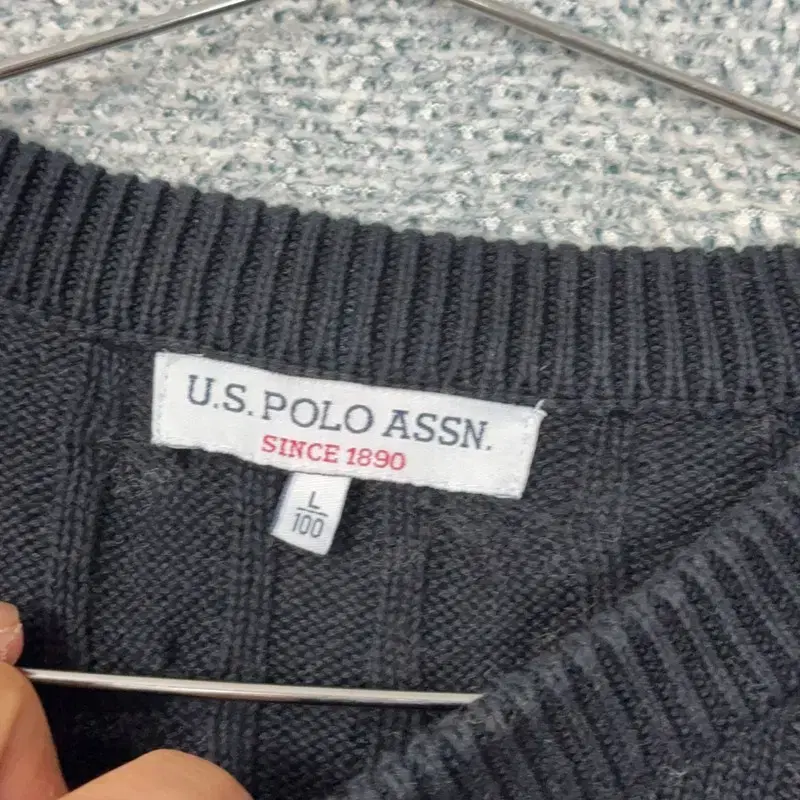 U.S. POLO ASSN.
SINCE 1890
L
100